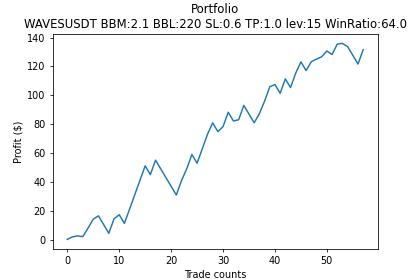 Portfolio
WAVESUSDT BBM:2.1 BBL:220 SL:0.6 TP:1.0 lev:15 WinRatio:64.0
140
120
100
80
60
40
20
0
Profit ($)
0 10 20 30 40 50
Trade counts